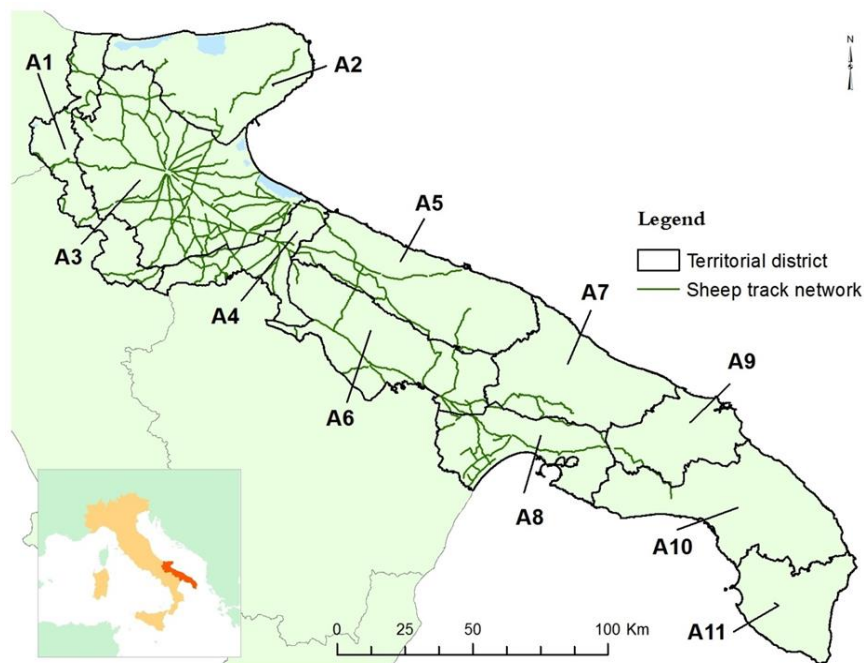 N
A1
A2
A3
A4
A5
A6
A7
A8
A9
A10
A11
Legend
Territorial district
Sheep track network
0 25 50 100 Km